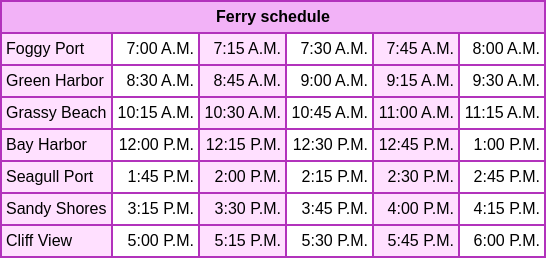 Ferry schedule
Foggy Port 7:00 A.M. 7:15 A.M. 7:30 A.M. 7:45 A.M. 8:00 A.M.
Green Harbor 8:30 A.M. 8:45 A.M. 9:00 A.M. 9:15 A.M. 9:30 A.M.
Grassy Beach 10:15 A.M. 10:30 A.M. 10:45 A.M. 11:00 A.M. 11:15 A.M.
Bay Harbor 12:00 P.M. 12:15 P.M. 12:30 P.M. 12:45 P.M. 1:00 P.M.
Seagull Port 1:45 P.M. 2:00 P.M. 2:15 P.M. 2:30 P.M. 2:45 P.M.
Sandy Shores 3:15 P.M. 3:30 P.M. 3:45 P.M. 4:00 P.M. 4:15 P.M.
Cliff View 5:00 P.M. 5:15 P.M. 5:30 P.M. 5:45 P.M. 6:00 P.M.